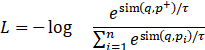 L = −log e^{sim(q,p⁺)/τ} / ∑_{i=1}^{n} e^{sim(q,p_i)/τ}